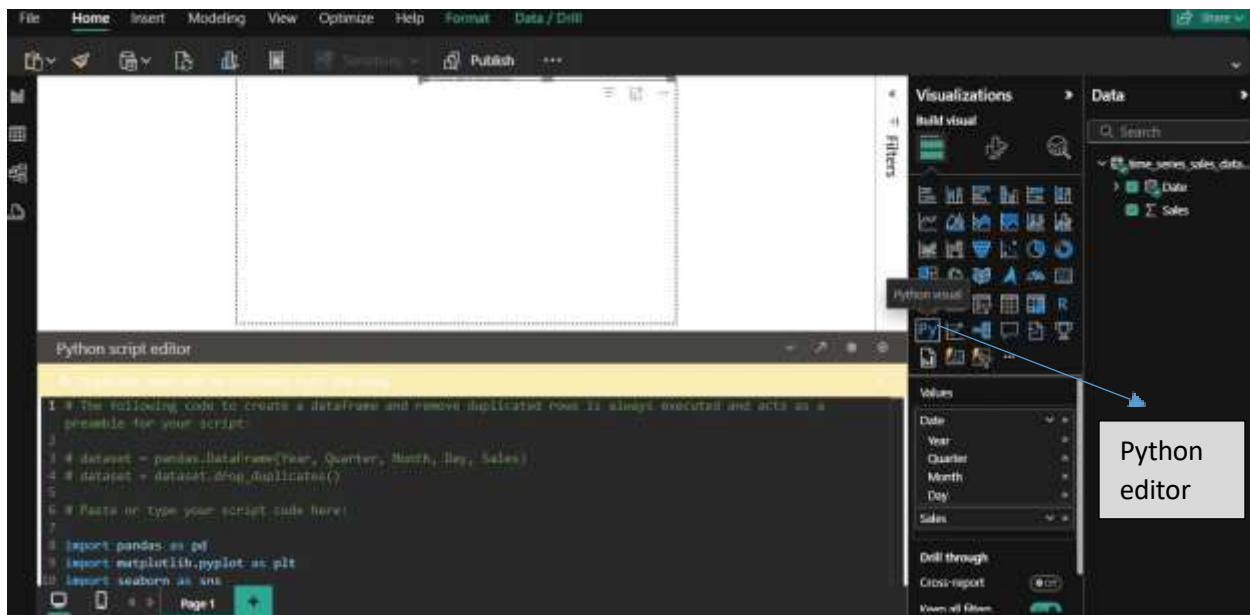 File Home Insert Modeling View Optimize Help Format Data / Drill
Share
Publish
Filters
Visualizations
Build visual
Python visual
Values
Date
Year
Quarter
Month
Day
Sales
Drill through
Cross-report
Off
Keep all filters
Data
Search
time_series_sales_data...
Date
Sales
Python
editor
Python script editor
1 # The following code to create a dataframe and remove duplicated rows is always executed and acts as a
preamble for your script:
2
3 # dataset = pandas.DataFrame(Year, Quarter, Month, Day, Sales)
4 # dataset = dataset.drop_duplicates()
5
6 # Paste or type your script code here:
7
8 import pandas as pd
9 import matplotlib.pyplot as plt
10 import seaborn as sns
Page 1